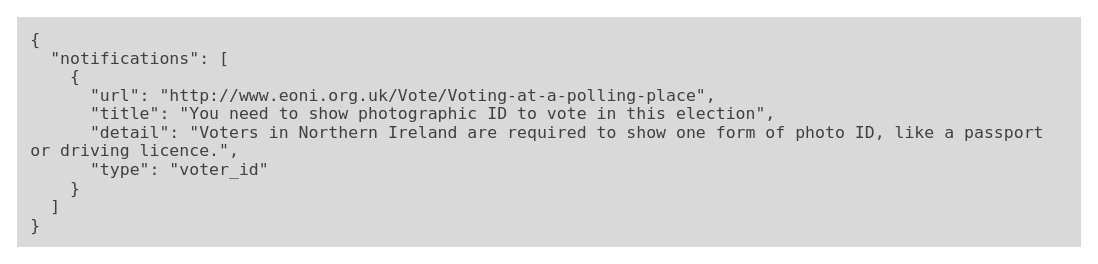 {
  "notifications": [
    {
      "url": "http://www.eoni.org.uk/Vote/Voting-at-a-polling-place",
      "title": "You need to show photographic ID to vote in this election",
      "detail": "Voters in Northern Ireland are required to show one form of photo ID, like a passport
or driving licence.",
      "type": "voter_id"
    }
  ]
}